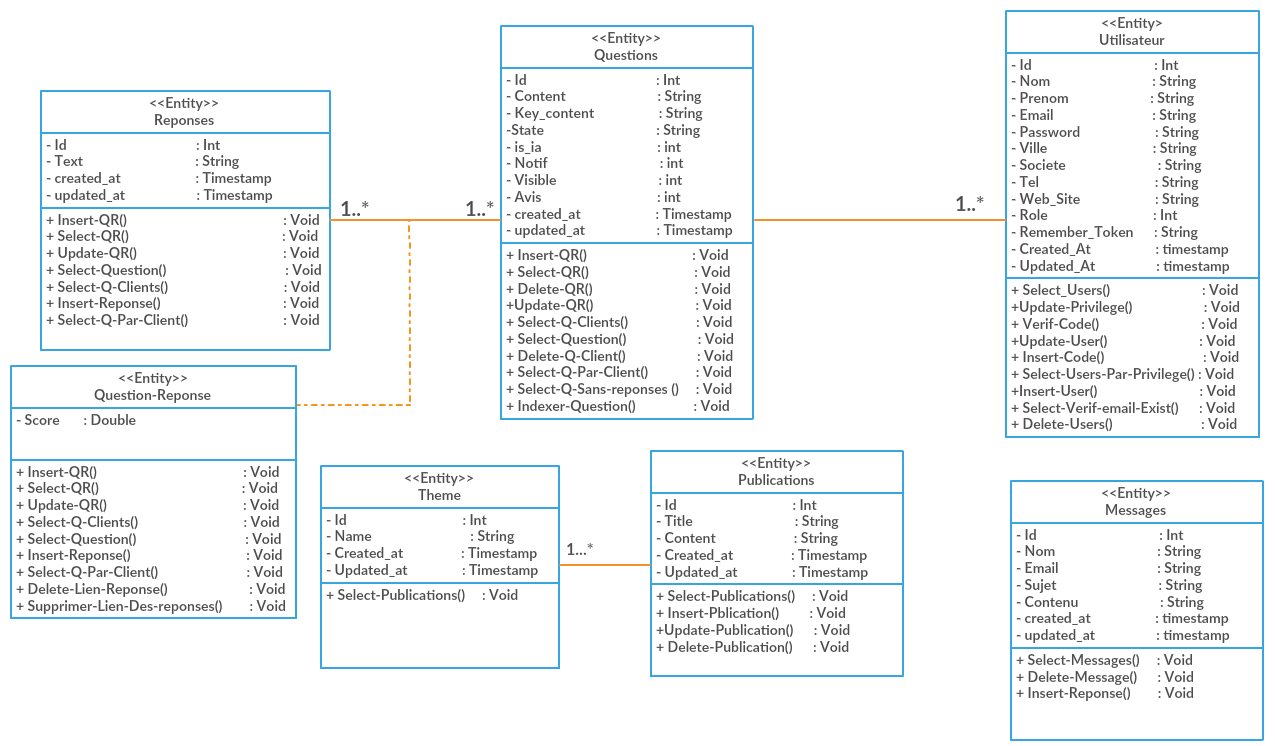 <<Entity>>
Reponses
- Id : Int
- Text : String
- created_at : Timestamp
- updated_at : Timestamp
+ Insert-QR() : Void
+ Select-QR() : Void
+ Update-QR() : Void
+ Select-Question() : Void
+ Select-Q-Clients() : Void
+ Insert-Reponse() : Void
+ Select-Q-Par-Client() : Void
1..*
1..*
<<Entity>>
Questions
- Id : Int
- Content : String
- Key_content : String
-State : String
- is_ia : int
- Notif : int
- Visible : int
- Avis : int
- created_at : Timestamp
- updated_at : Timestamp
+ Insert-QR() : Void
+ Select-QR() : Void
+ Delete-QR() : Void
+Update-QR() : Void
+ Select-Q-Clients() : Void
+ Select-Question() : Void
+ Delete-Q-Client() : Void
+ Select-Q-Par-Client() : Void
+ Select-Q-Sans-reponses () : Void
+ Indexer-Question() : Void
1..*
<<Entity>
Utilisateur
- Id : Int
- Nom : String
- Prenom : String
- Email : String
- Password : String
- Ville : String
- Societe : String
- Tel : String
- Web_Site : String
- Role : Int
- Remember_Token : String
- Created_At : timestamp
- Updated_At : timestamp
+ Select_Users() : Void
+Update-Privilege() : Void
+ Verif-Code() : Void
+Update-User() : Void
+ Insert-Code() : Void
+ Select-Users-Par-Privilege() : Void
+Insert-User() : Void
+ Select-Verif-email-Exist() : Void
+ Delete-Users() : Void
<<Entity>>
Question-Reponse
- Score : Double
+ Insert-QR() : Void
+ Select-QR() : Void
+ Update-QR() : Void
+ Select-Q-Clients() : Void
+ Select-Question() : Void
+ Insert-Reponse() : Void
+ Select-Q-Par-Client() : Void
+ Delete-Lien-Reponse() : Void
+ Supprimer-Lien-Des-reponses() : Void
<<Entity>>
Theme
- Id : Int
- Name : String
- Created_at : Timestamp
- Updated_at : Timestamp
+ Select-Publications() : Void
1...*
<<Entity>>
Publications
- Id : Int
- Title : String
- Content : String
- Created_at : Timestamp
- Updated_at : Timestamp
+ Select-Publications() : Void
+ Insert-Pblication() : Void
+Update-Publication() : Void
+ Delete-Publication() : Void
<<Entity>>
Messages
- Id : Int
- Nom : String
- Email : String
- Sujet : String
- Contenu : String
- created_at : timestamp
- updated_at : timestamp
+ Select-Messages() : Void
+ Delete-Message() : Void
+ Insert-Reponse() : Void